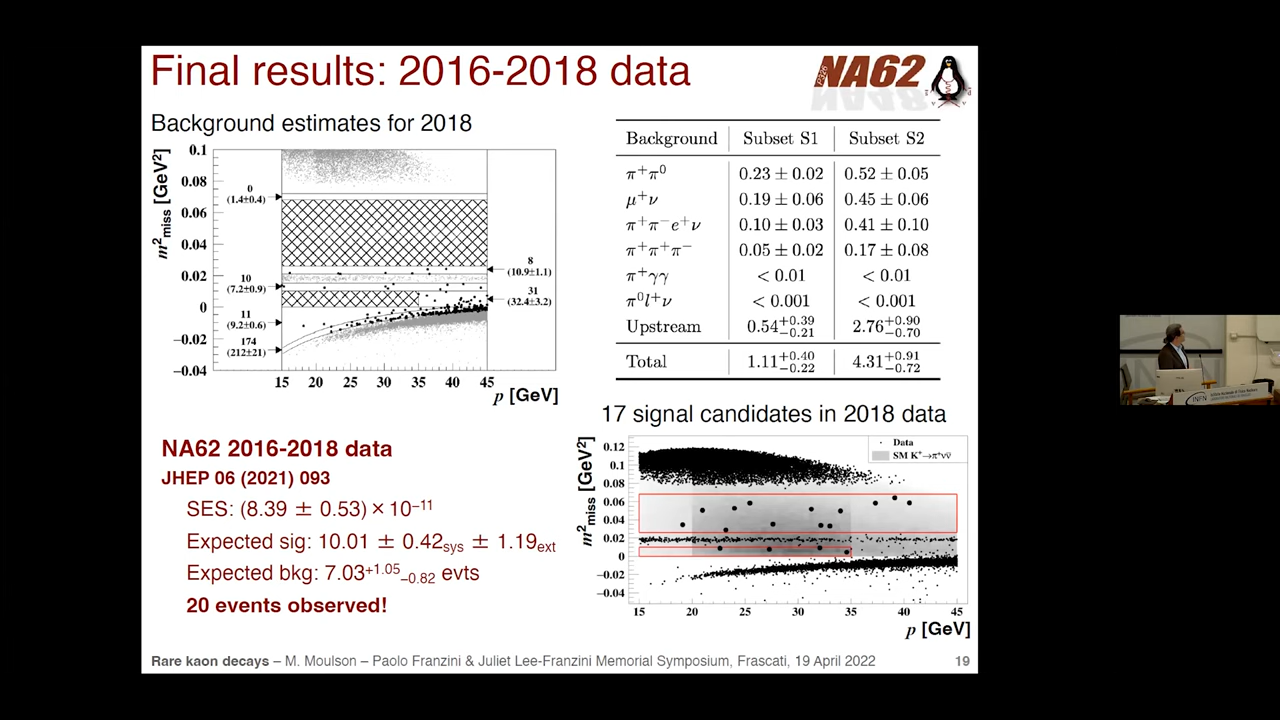 Final results: 2016-2018 data
NA62
P326
Background estimates for 2018
m²miss [GeV²]
0.1
0.08
0.06
0.04
0.02
0
−0.02
−0.04
0
(1.4±0.4)
10
(7.2±0.9)
11
(9.2±0.6)
174
(212±21)
8
(10.9±1.1)
31
(32.4±3.2)
15 20 25 30 35 40 45
p [GeV]
Background Subset S1 Subset S2
π⁺π⁰ 0.23 ± 0.02 0.52 ± 0.05
μ⁺ν 0.19 ± 0.06 0.45 ± 0.06
π⁺π⁻e⁺ν 0.10 ± 0.03 0.41 ± 0.10
π⁺π⁺π⁻ 0.05 ± 0.02 0.17 ± 0.08
π⁺γγ < 0.01 < 0.01
π⁰l⁺ν < 0.001 < 0.001
Upstream 0.54 +0.39 −0.21 2.76 +0.90 −0.70
Total 1.11 +0.40 −0.22 4.31 +0.91 −0.72
NA62 2016-2018 data
JHEP 06 (2021) 093
SES: (8.39 ± 0.53) × 10⁻¹¹
Expected sig: 10.01 ± 0.42sys ± 1.19ext
Expected bkg: 7.03 +1.05 −0.82 evts
20 events observed!
17 signal candidates in 2018 data
m²miss [GeV²]
0.12
0.1
0.08
0.06
0.04
0.02
0
−0.02
−0.04
Data
SM K⁺→π⁺νν̄
15 20 25 30 35 40 45
p [GeV]
Rare kaon decays – M. Moulson – Paolo Franzini & Juliet Lee-Franzini Memorial Symposium, Frascati, 19 April 2022
19
INFN